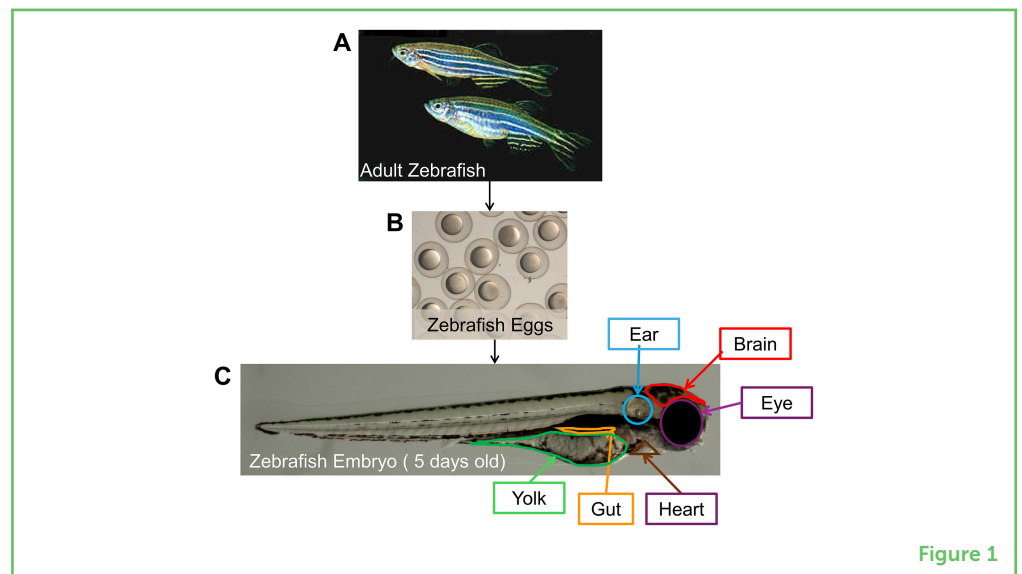 A
Adult Zebrafish
B
Zebrafish Eggs
Ear
Brain
C
Eye
Zebrafish Embryo ( 5 days old)
Yolk
Gut
Heart
Figure 1